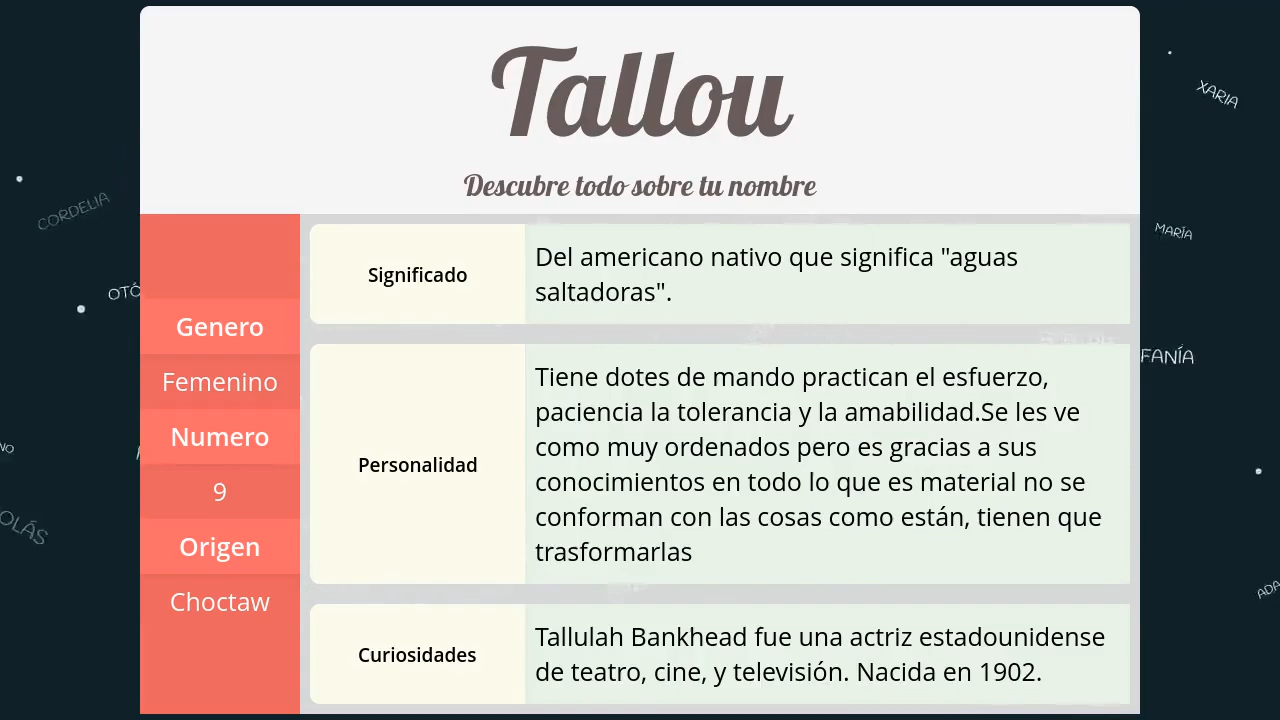 Tallou
Descubre todo sobre tu nombre
XARIA
CORDELIA
MARÍA
OTÓ
FANÍA
NO
OLÁS
ADA
Genero
Femenino
Numero
9
Origen
Choctaw
Significado
Del americano nativo que significa "aguas
saltadoras".
Personalidad
Tiene dotes de mando practican el esfuerzo,
paciencia la tolerancia y la amabilidad.Se les ve
como muy ordenados pero es gracias a sus
conocimientos en todo lo que es material no se
conforman con las cosas como están, tienen que
trasformarlas
Curiosidades
Tallulah Bankhead fue una actriz estadounidense
de teatro, cine, y televisión. Nacida en 1902.